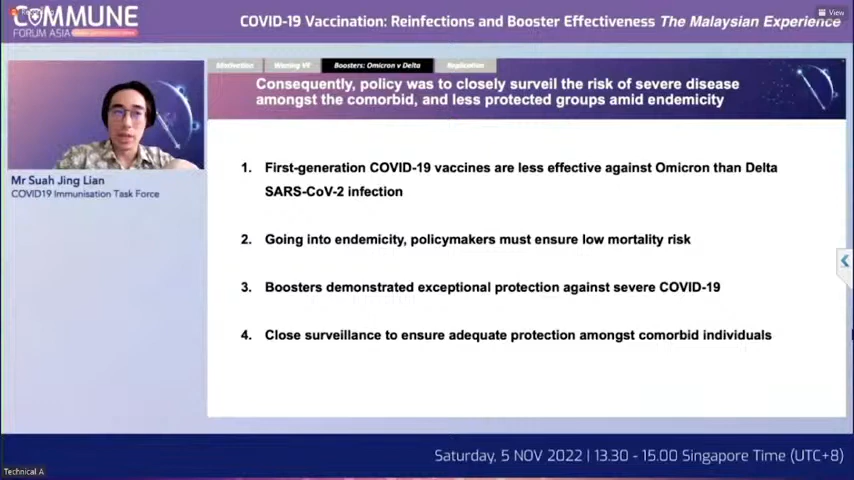 COMMUNE
FORUM ASIA
COVID-19 Vaccination: Reinfections and Booster Effectiveness The Malaysian Experience
View
Motivation Waning VE Boosters: Omicron v Delta Replication
Consequently, policy was to closely surveil the risk of severe disease
amongst the comorbid, and less protected groups amid endemicity
Mr Suah Jing Lian
COVID19 Immunisation Task Force
1. First-generation COVID-19 vaccines are less effective against Omicron than Delta
SARS-CoV-2 infection
2. Going into endemicity, policymakers must ensure low mortality risk
3. Boosters demonstrated exceptional protection against severe COVID-19
4. Close surveillance to ensure adequate protection amongst comorbid individuals
Saturday, 5 NOV 2022 | 13.30 - 15.00 Singapore Time (UTC+8)
Technical A